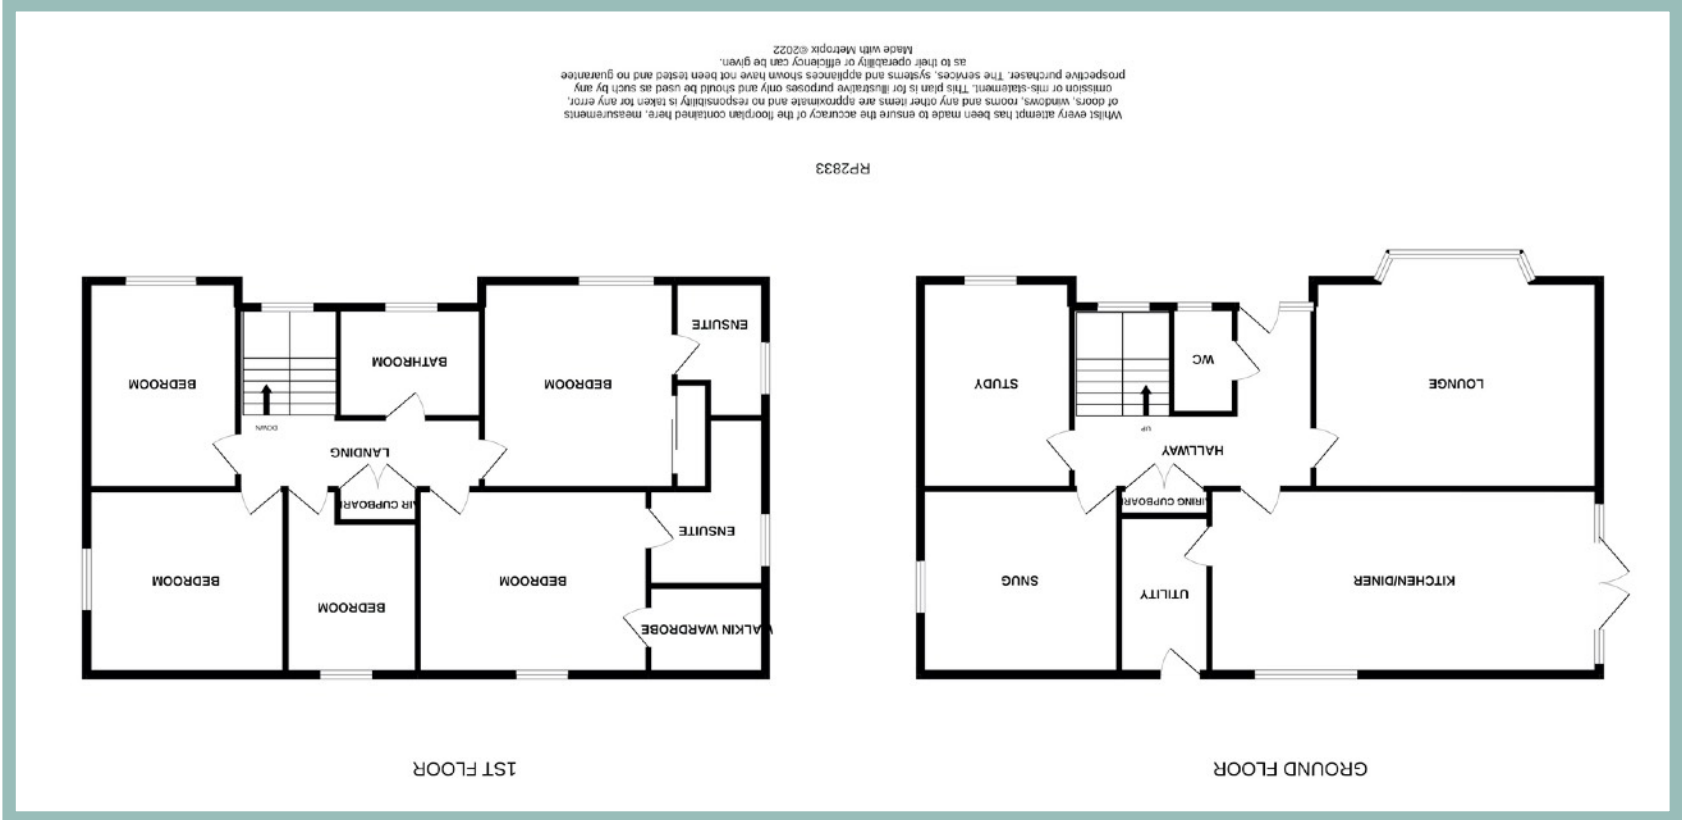 GROUND FLOOR
KITCHEN/DINER
UTILITY
SNUG
AIRING CUPBOARD
HALLWAY
UP
LOUNGE
WC
STUDY
1ST FLOOR
WALKIN WARDROBE
BEDROOM
BEDROOM
BEDROOM
ENSUITE
AIR CUPBOARD
LANDING
DOWN
BEDROOM
BATHROOM
BEDROOM
ENSUITE
RP2833
Whilst every attempt has been made to ensure the accuracy of the floorplan contained here, measurements
of doors, windows, rooms and any other items are approximate and no responsibility is taken for any error,
omission or mis-statement. This plan is for illustrative purposes only and should be used as such by any
prospective purchaser. The services, systems and appliances shown have not been tested and no guarantee
as to their operability or efficiency can be given.
Made with Metropix ©2022